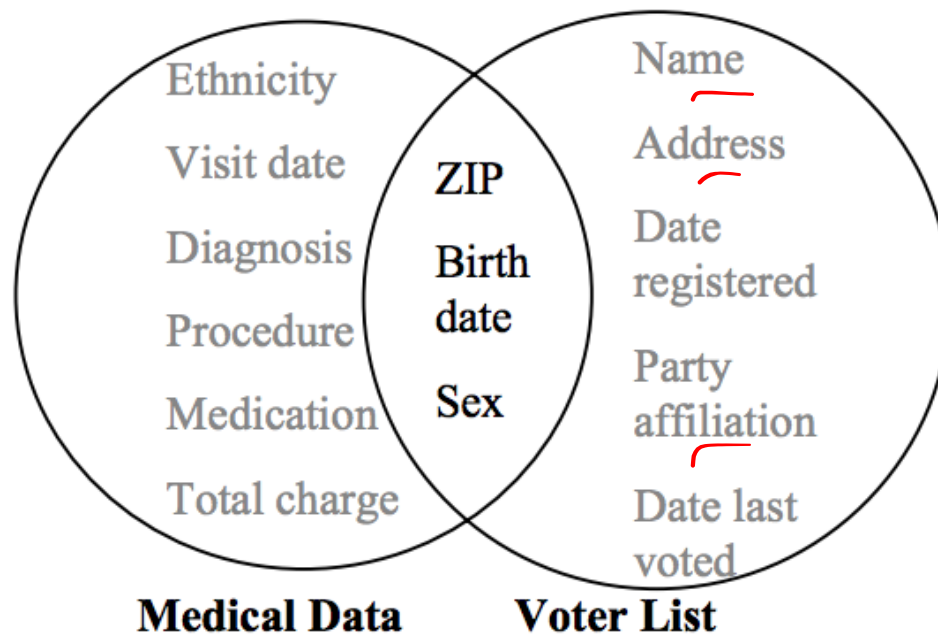 Ethnicity
Visit date
Diagnosis
Procedure
Medication
Total charge
ZIP
Birth
date
Sex
Name
Address
Date
registered
Party
affiliation
Date last
voted
Medical Data
Voter List